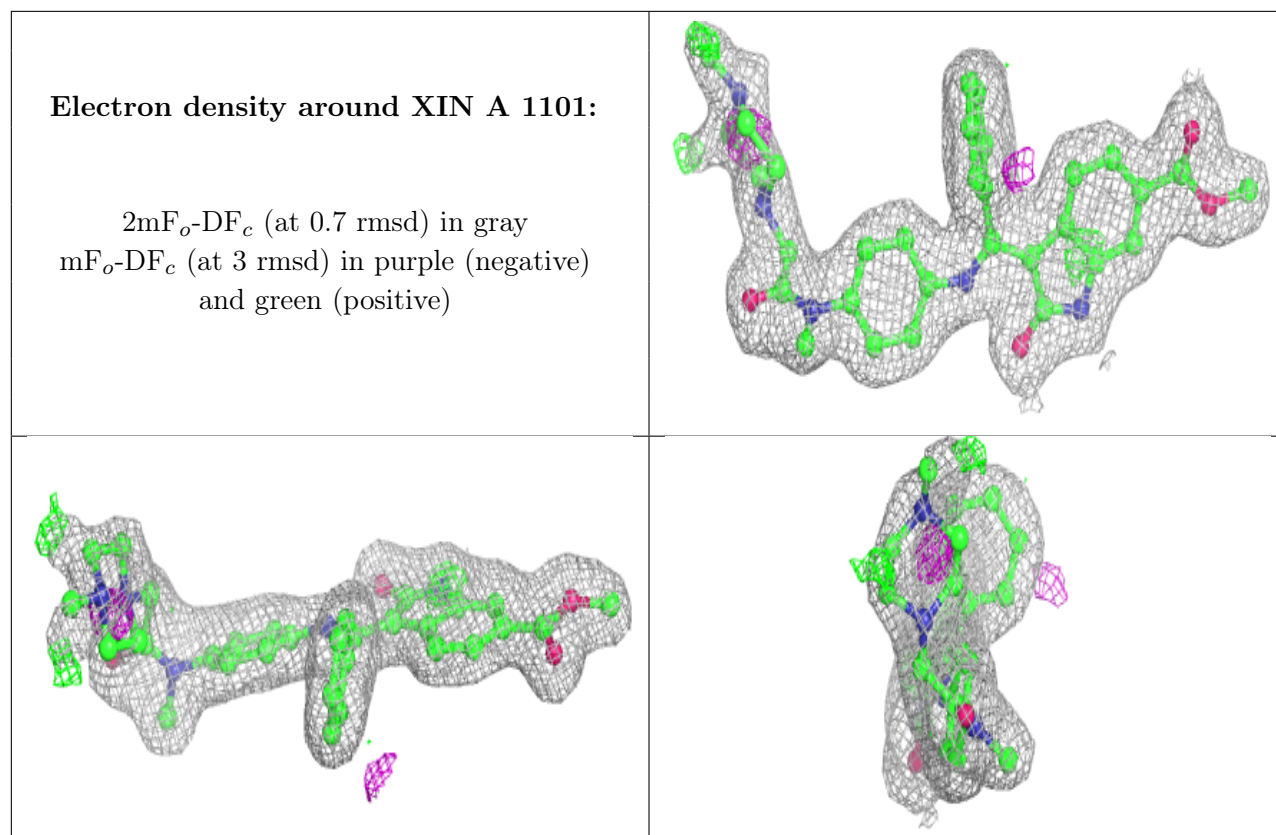 Electron density around XIN A 1101:
2mFo-DFc (at 0.7 rmsd) in gray
mFo-DFc (at 3 rmsd) in purple (negative)
and green (positive)